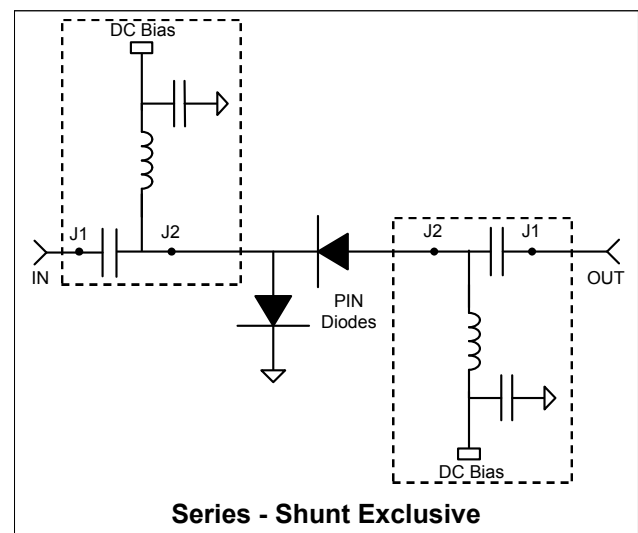 DC Bias
J1
J2
IN
J2
J1
OUT
PIN
Diodes
DC Bias
Series - Shunt Exclusive